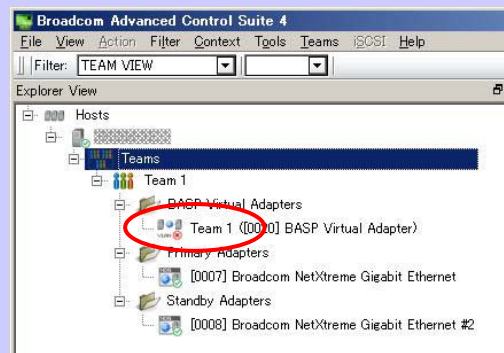 Broadcom Advanced Control Suite 4
File View Action Filter Context Tools Teams iSCSI Help
Filter: TEAM VIEW
Explorer View
Hosts
Teams
Team 1
BASP Virtual Adapters
Team 1 ([0020] BASP Virtual Adapter)
Primary Adapters
[0007] Broadcom NetXtreme Gigabit Ethernet
Standby Adapters
[0008] Broadcom NetXtreme Gigabit Ethernet #2